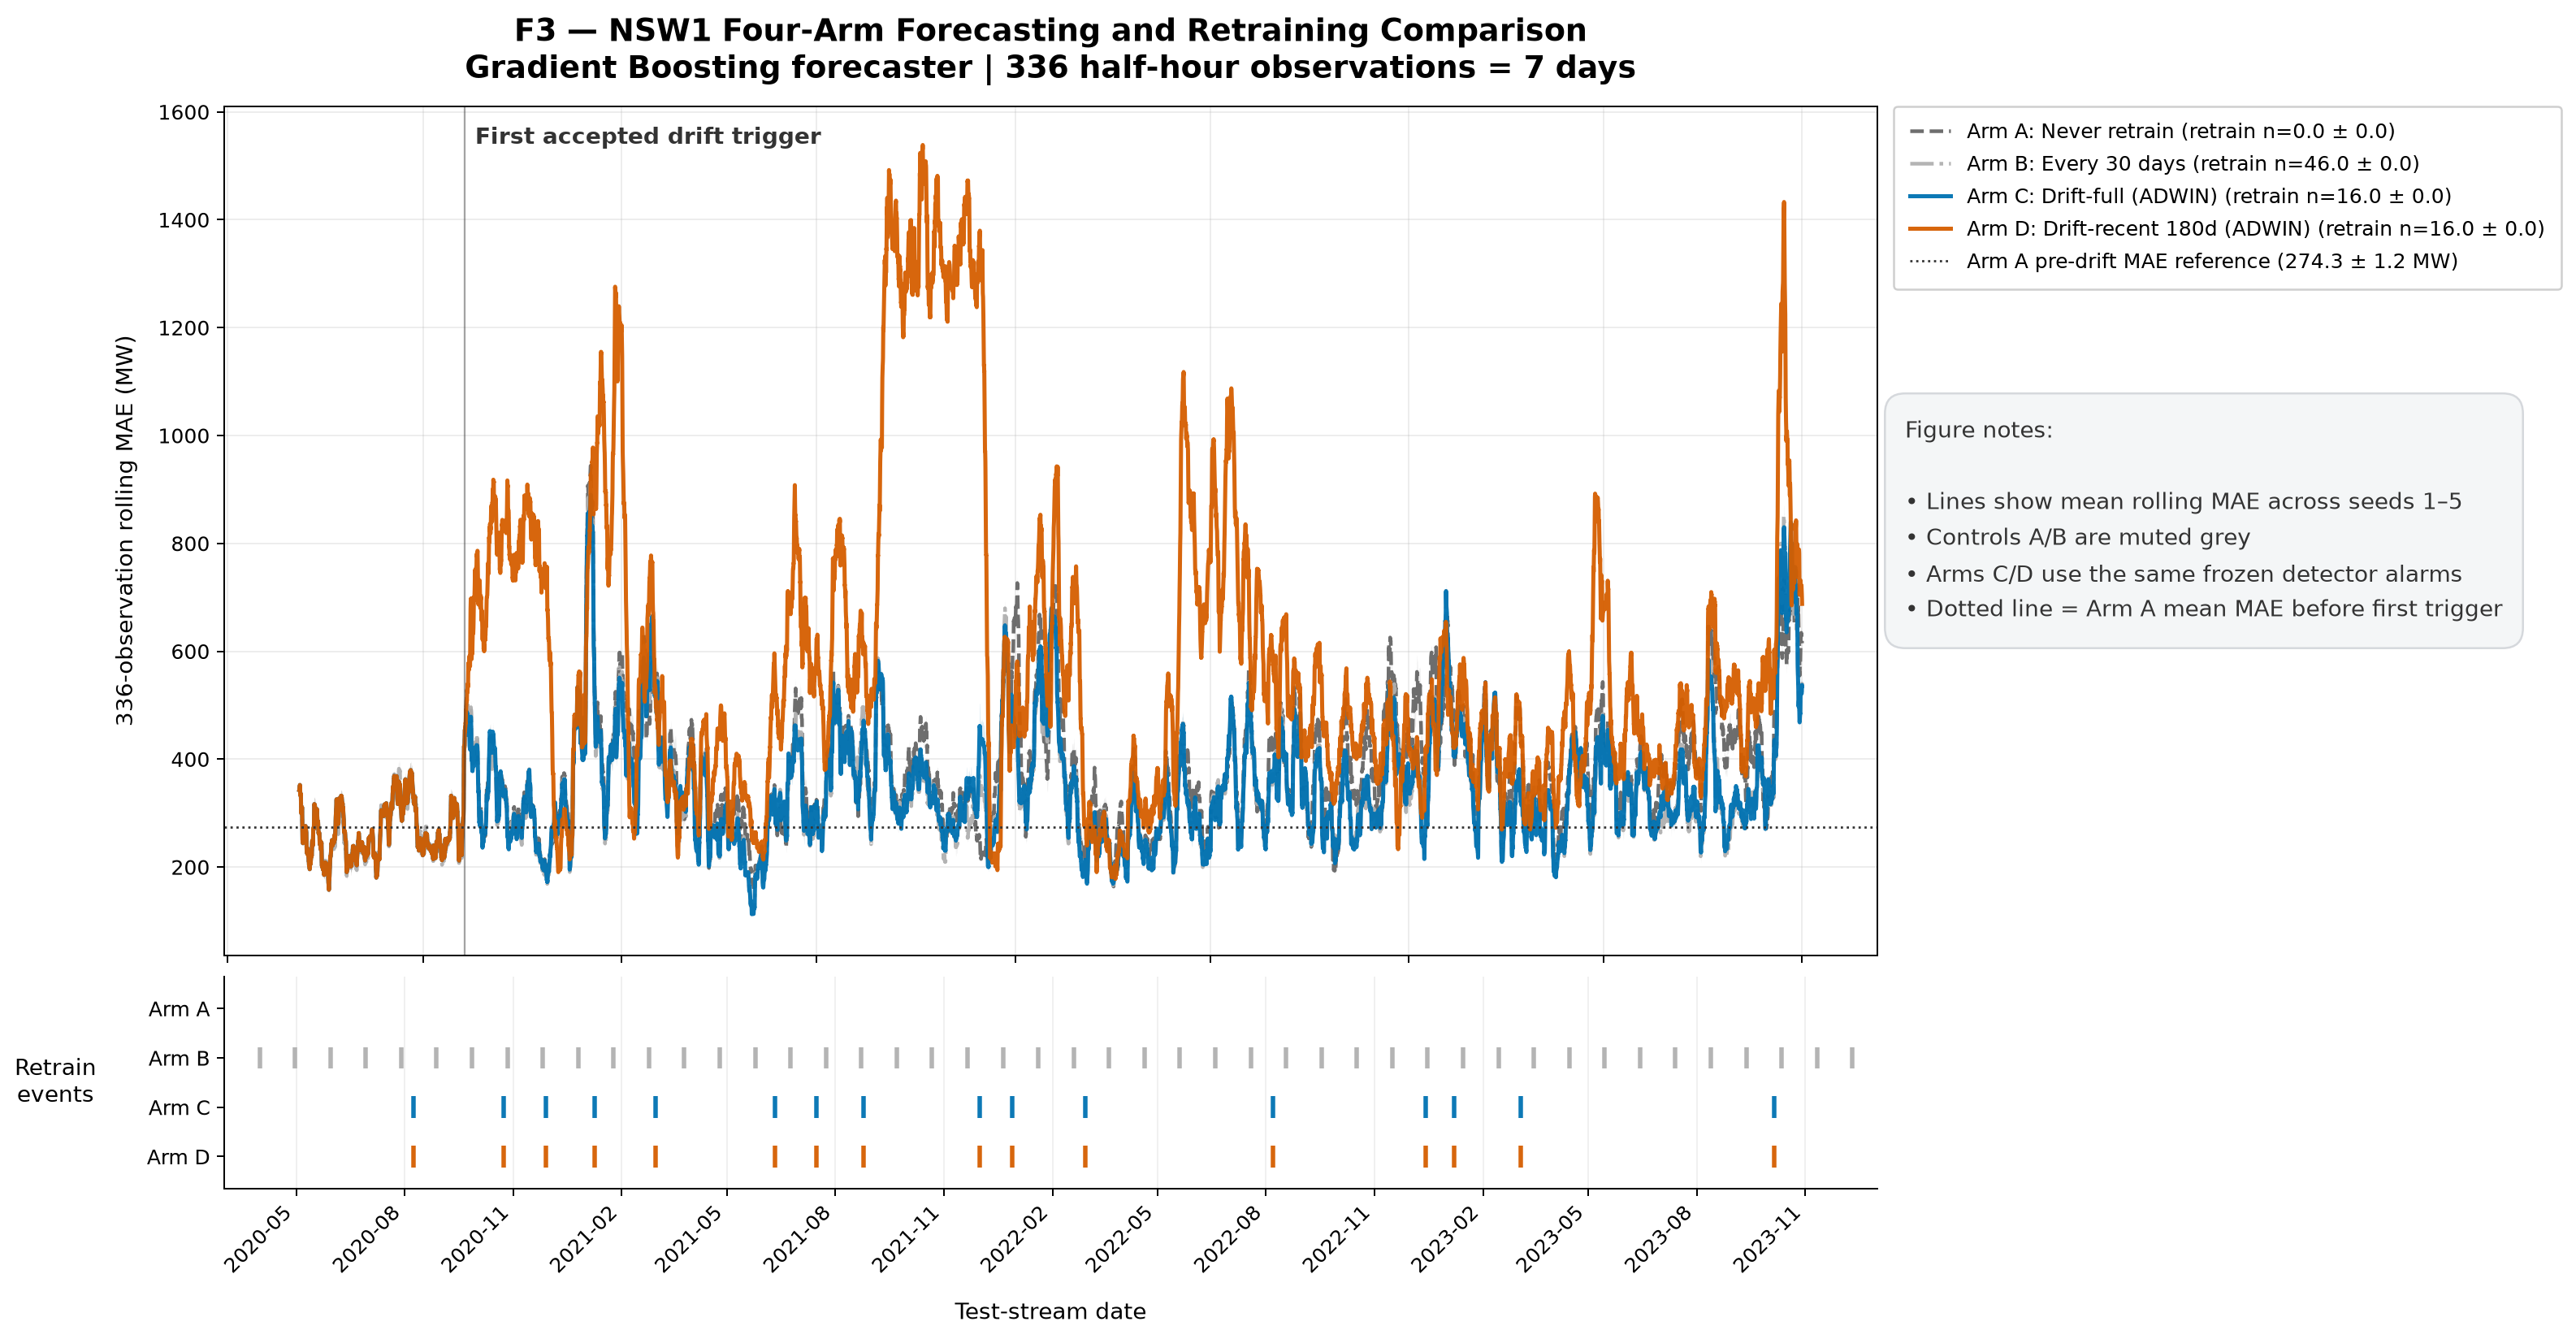 F3 — NSW1 Four-Arm Forecasting and Retraining Comparison
Gradient Boosting forecaster | 336 half-hour observations = 7 days
336-observation rolling MAE (MW)
1600
1400
1200
1000
800
600
400
200
First accepted drift trigger
Arm A: Never retrain (retrain n=0.0 ± 0.0)
Arm B: Every 30 days (retrain n=46.0 ± 0.0)
Arm C: Drift-full (ADWIN) (retrain n=16.0 ± 0.0)
Arm D: Drift-recent 180d (ADWIN) (retrain n=16.0 ± 0.0)
Arm A pre-drift MAE reference (274.3 ± 1.2 MW)
Figure notes:
• Lines show mean rolling MAE across seeds 1–5
• Controls A/B are muted grey
• Arms C/D use the same frozen detector alarms
• Dotted line = Arm A mean MAE before first trigger
Retrain
events
Arm A
Arm B
Arm C
Arm D
2020-05
2020-08
2020-11
2021-02
2021-05
2021-08
2021-11
2022-02
2022-05
2022-08
2022-11
2023-02
2023-05
2023-08
2023-11
Test-stream date